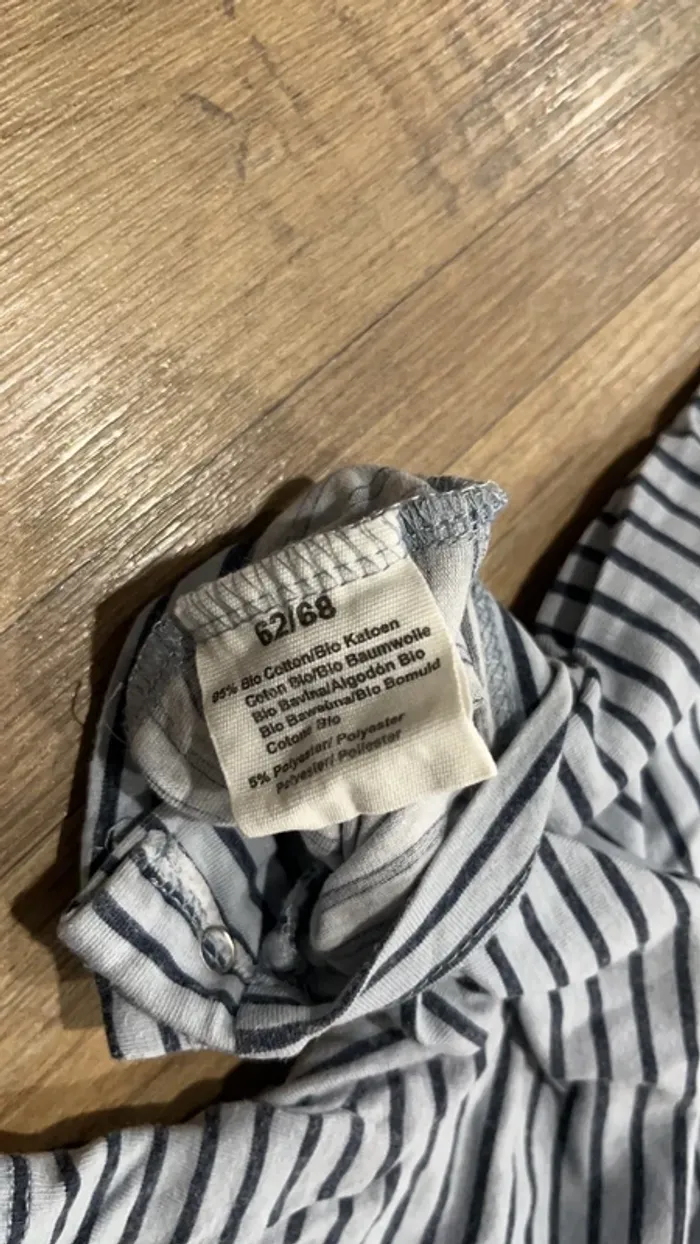 62/68
95% Bio Cotton/Bio Katoen
Coton Bio/Bio Baumwolle
Bio Bavlna/Algodón Bio
Bio Bawełna/Bio Bomuld
Cotone Bio
5% Polyester/ Polyester
Polyester/ Poliester